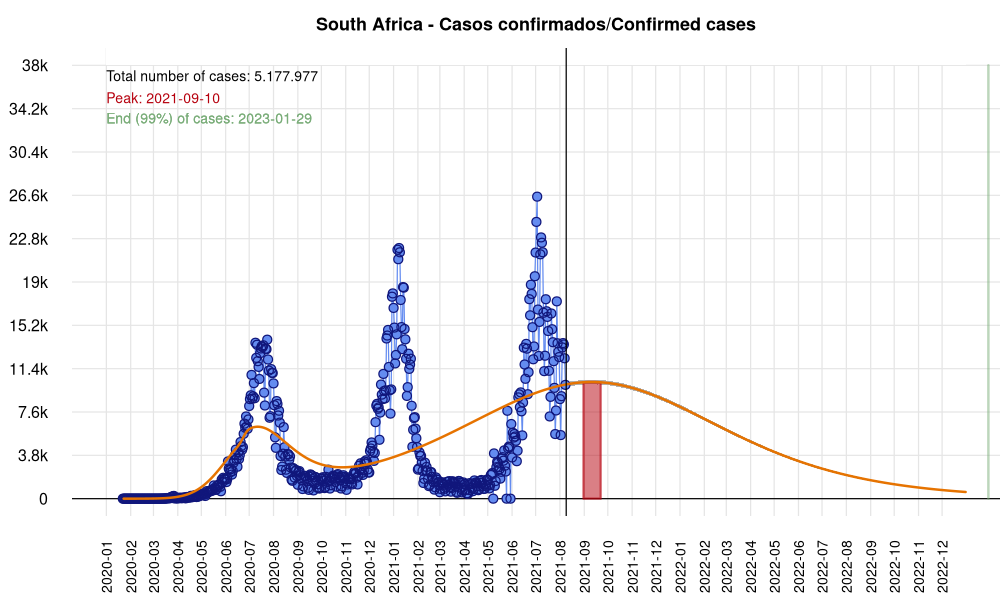 South Africa - Casos confirmados/Confirmed cases
Total number of cases: 5.177.977
Peak: 2021-09-10
End (99%) of cases: 2023-01-29
38k
34.2k
30.4k
26.6k
22.8k
19k
15.2k
11.4k
7.6k
3.8k
0
2020-01
2020-02
2020-03
2020-04
2020-05
2020-06
2020-07
2020-08
2020-09
2020-10
2020-11
2020-12
2021-01
2021-02
2021-03
2021-04
2021-05
2021-06
2021-07
2021-08
2021-09
2021-10
2021-11
2021-12
2022-01
2022-02
2022-03
2022-04
2022-05
2022-06
2022-07
2022-08
2022-09
2022-10
2022-11
2022-12